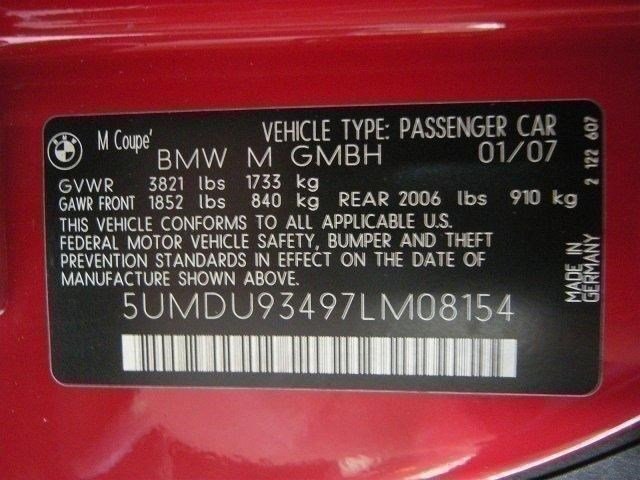 BMW
M Coupe' VEHICLE TYPE: PASSENGER CAR
BMW M GMBH 01/07
GVWR 3821 lbs 1733 kg
GAWR FRONT 1852 lbs 840 kg REAR 2006 lbs 910 kg
THIS VEHICLE CONFORMS TO ALL APPLICABLE U.S.
FEDERAL MOTOR VEHICLE SAFETY, BUMPER AND THEFT
PREVENTION STANDARDS IN EFFECT ON THE DATE OF
MANUFACTURE SHOWN ABOVE.
5UMDU93497LM08154
2 122 607
MADE IN
GERMANY